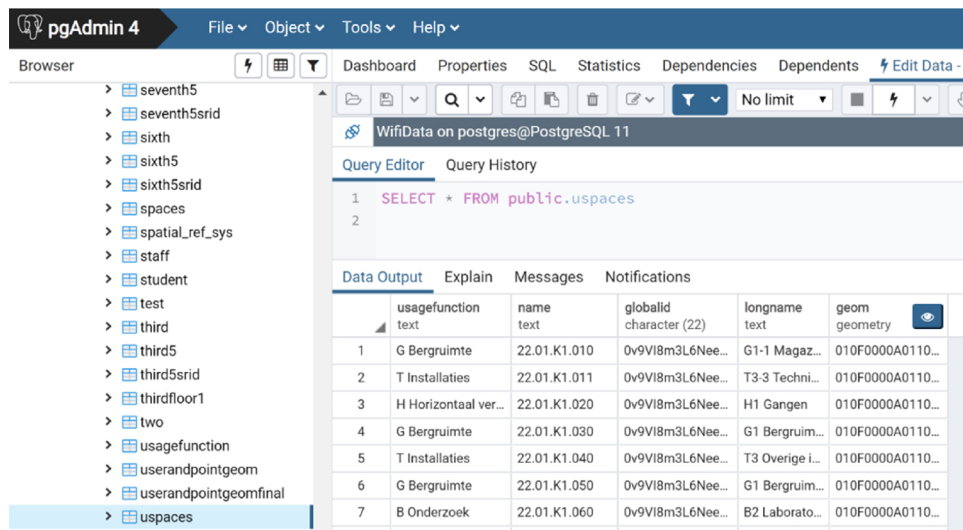 pgAdmin 4 File Object Tools Help
Browser
Dashboard Properties SQL Statistics Dependencies Dependents Edit Data -
No limit
WifiData on postgres@PostgreSQL 11
Query Editor Query History
1 SELECT * FROM public.uspaces
2
seventh5
seventh5srid
sixth
sixth5
sixth5srid
spaces
spatial_ref_sys
staff
student
test
third
third5
third5srid
thirdfloor1
two
usagefunction
userandpointgeom
userandpointgeomfinal
uspaces
Data Output Explain Messages Notifications
usagefunction name globalid longname geom
text text character (22) text geometry
1 G Bergruimte 22.01.K1.010 0v9VI8m3L6Nee... G1-1 Magaz... 010F0000A0110...
2 T Installaties 22.01.K1.011 0v9VI8m3L6Nee... T3-3 Techni... 010F0000A0110...
3 H Horizontaal ver... 22.01.K1.020 0v9VI8m3L6Nee... H1 Gangen 010F0000A0110...
4 G Bergruimte 22.01.K1.030 0v9VI8m3L6Nee... G1 Bergruim... 010F0000A0110...
5 T Installaties 22.01.K1.040 0v9VI8m3L6Nee... T3 Overige i... 010F0000A0110...
6 G Bergruimte 22.01.K1.050 0v9VI8m3L6Nee... G1 Bergruim... 010F0000A0110...
7 B Onderzoek 22.01.K1.060 0v9VI8m3L6Nee... B2 Laborato... 010F0000A0110...